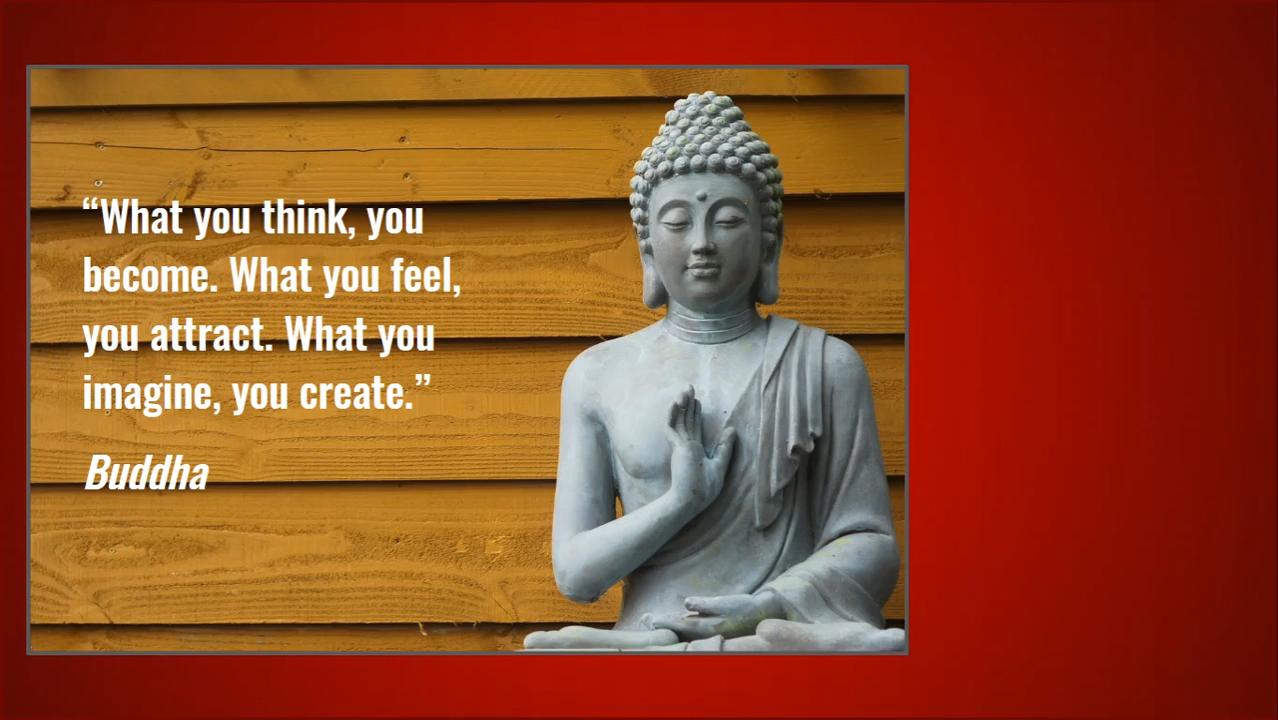 “What you think, you
become. What you feel,
you attract. What you
imagine, you create.”
Buddha